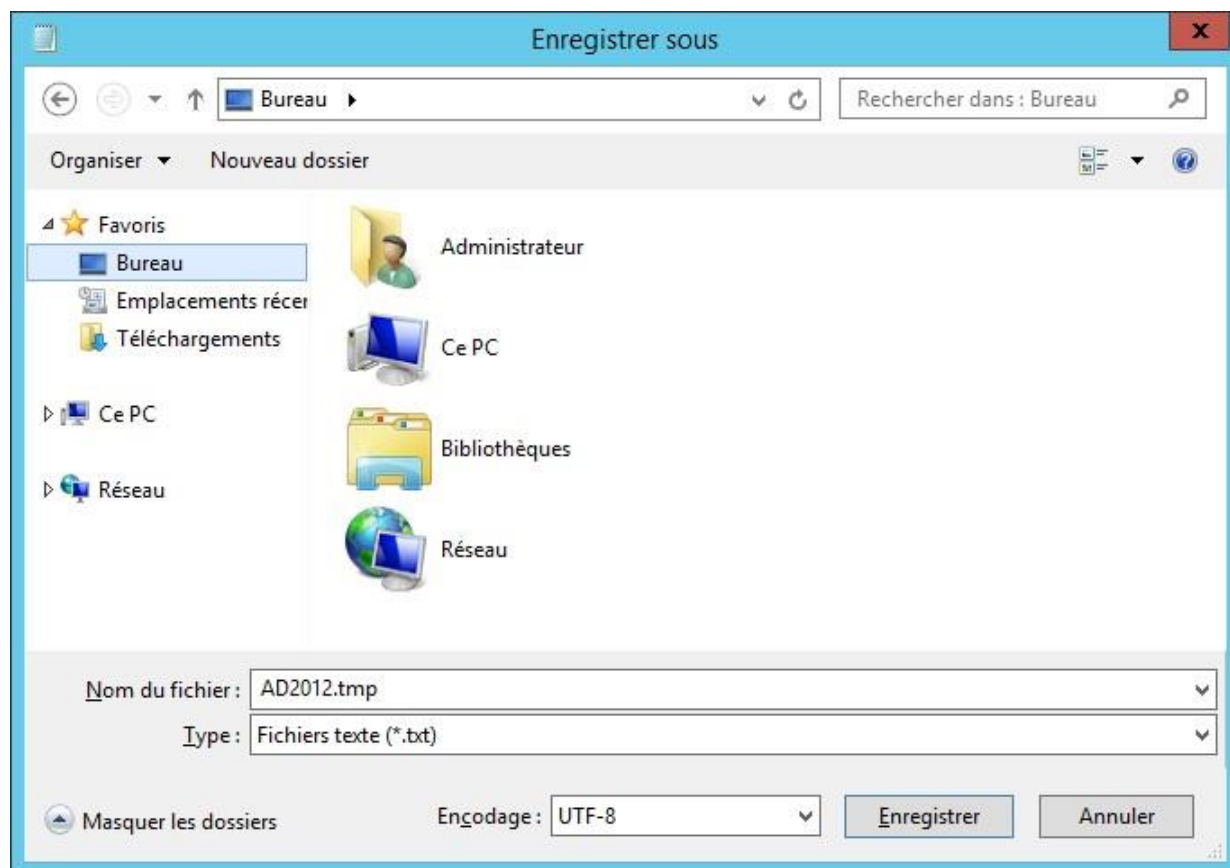 Enregistrer sous
x
Bureau
Rechercher dans : Bureau
Organiser
Nouveau dossier
Favoris
Bureau
Emplacements récer
Téléchargements
Ce PC
Réseau
Administrateur
Ce PC
Bibliothèques
Réseau
Nom du fichier : AD2012.tmp
Type : Fichiers texte (*.txt)
Masquer les dossiers
Encodage : UTF-8
Enregistrer
Annuler